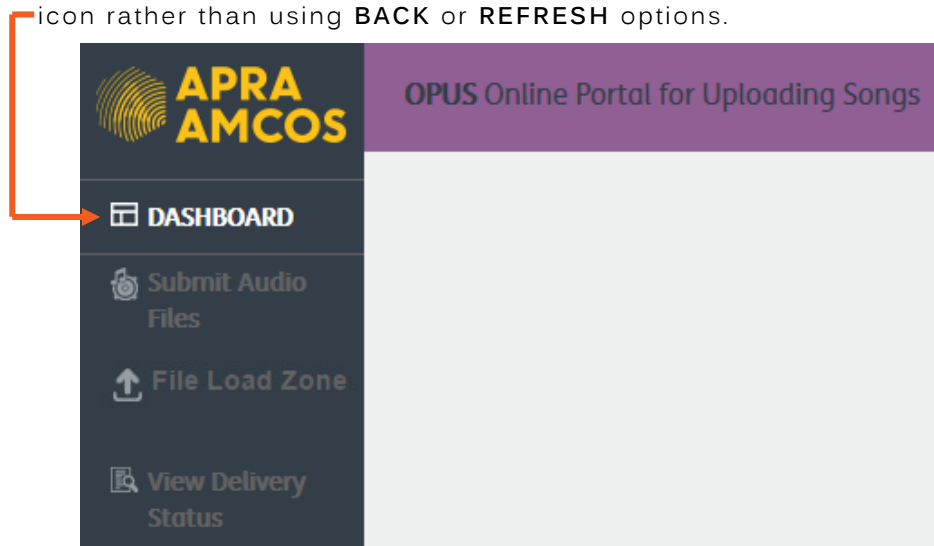 icon rather than using BACK or REFRESH options.
APRA
AMCOS
OPUS Online Portal for Uploading Songs
DASHBOARD
Submit Audio
Files
File Load Zone
View Delivery
Status